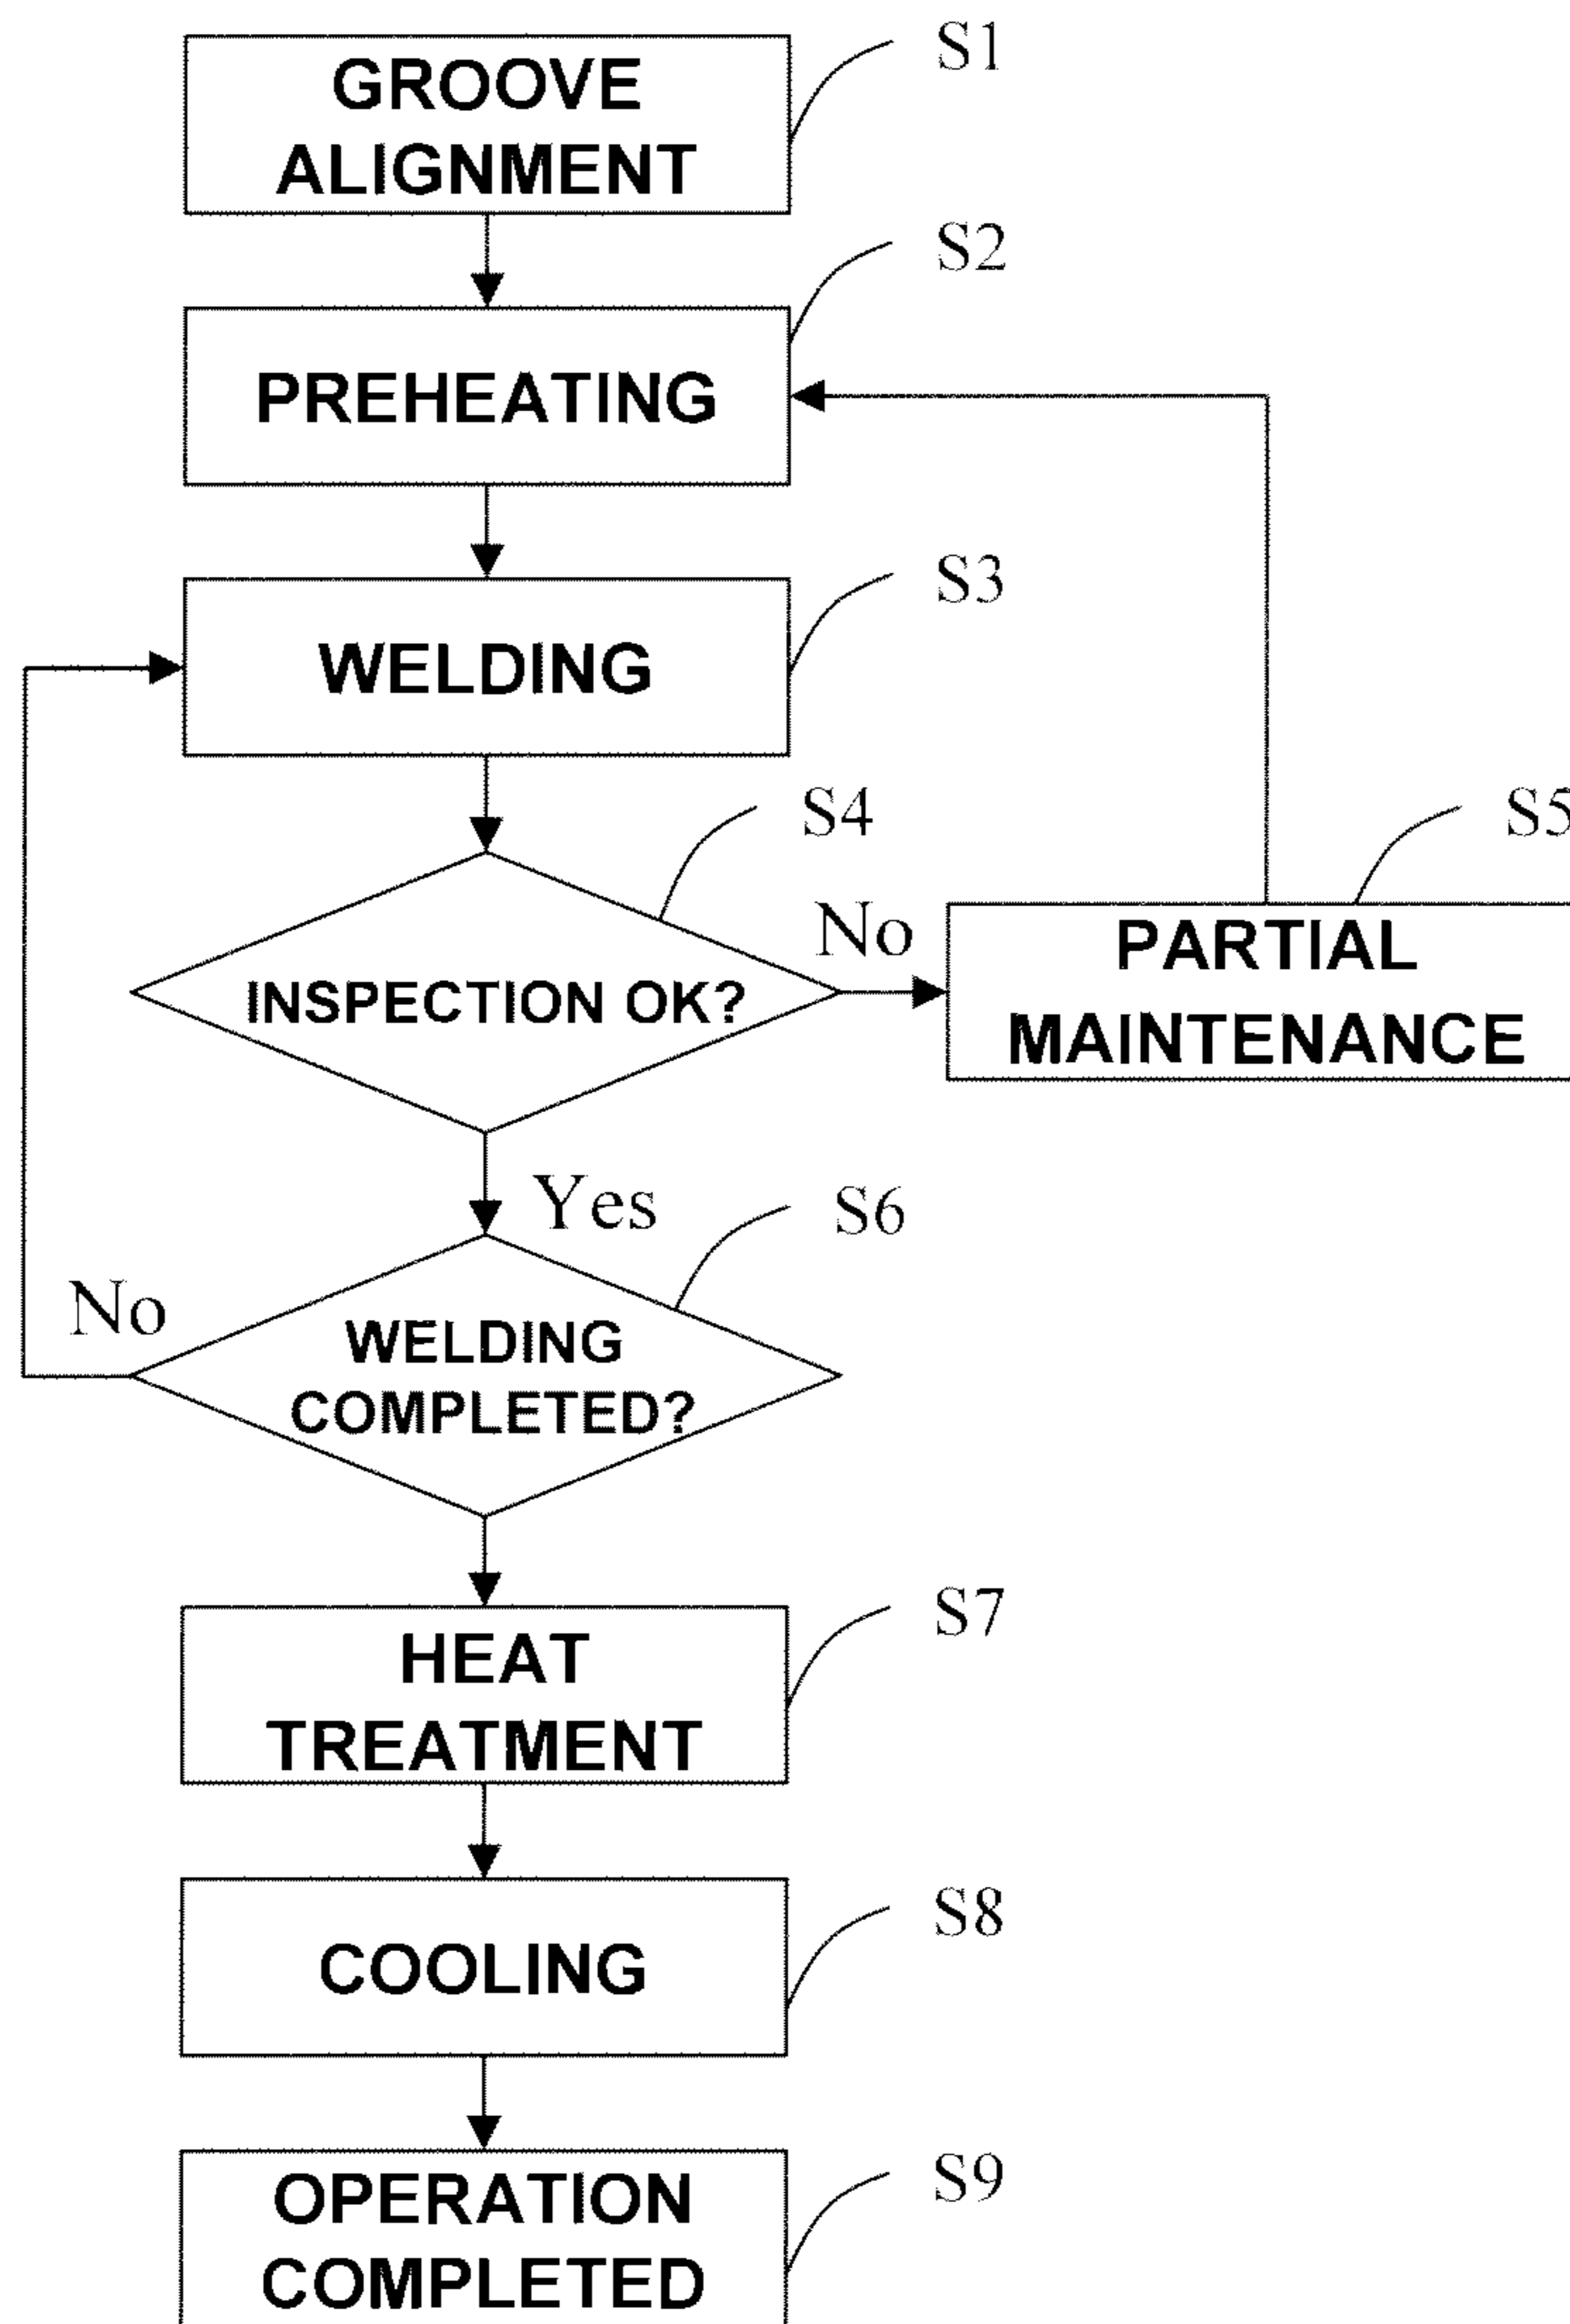 S1
GROOVE
ALIGNMENT
S2
PREHEATING
S3
WELDING
S4
S5
No
PARTIAL
MAINTENANCE
INSPECTION OK?
Yes
S6
No
WELDING
COMPLETED?
S7
HEAT
TREATMENT
S8
COOLING
S9
OPERATION
COMPLETED